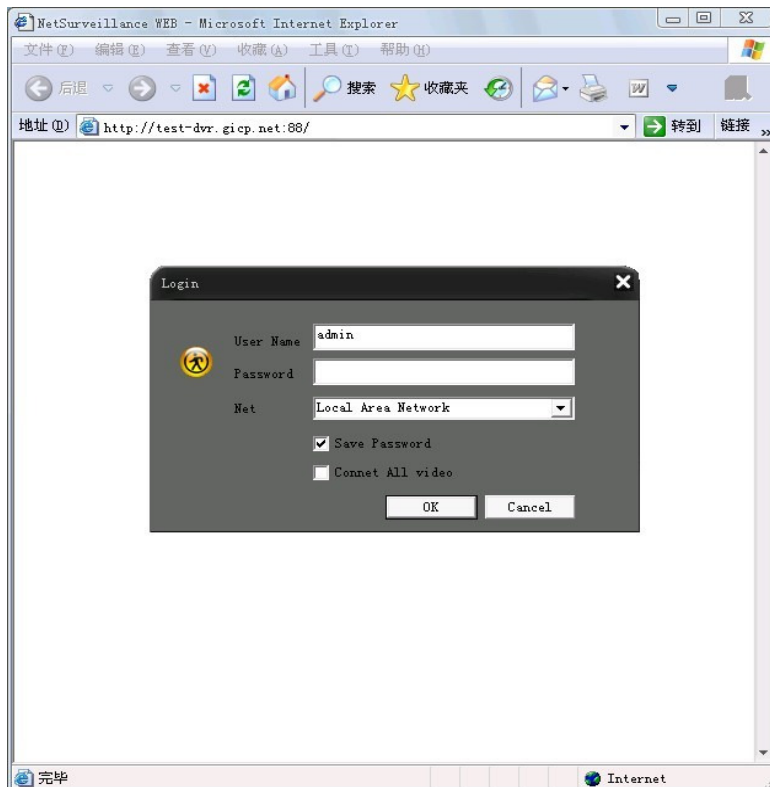 NetSurveillance WEB - Microsoft Internet Explorer
文件(F) 编辑(E) 查看(V) 收藏(A) 工具(T) 帮助(H)
后退 搜索 收藏夹 W
地址(D) http://test-dvr.gicp.net:88/ 转到 链接 »
Login
User Name admin
Password
Net Local Area Network
Save Password
Connet All video
OK Cancel
完毕 Internet